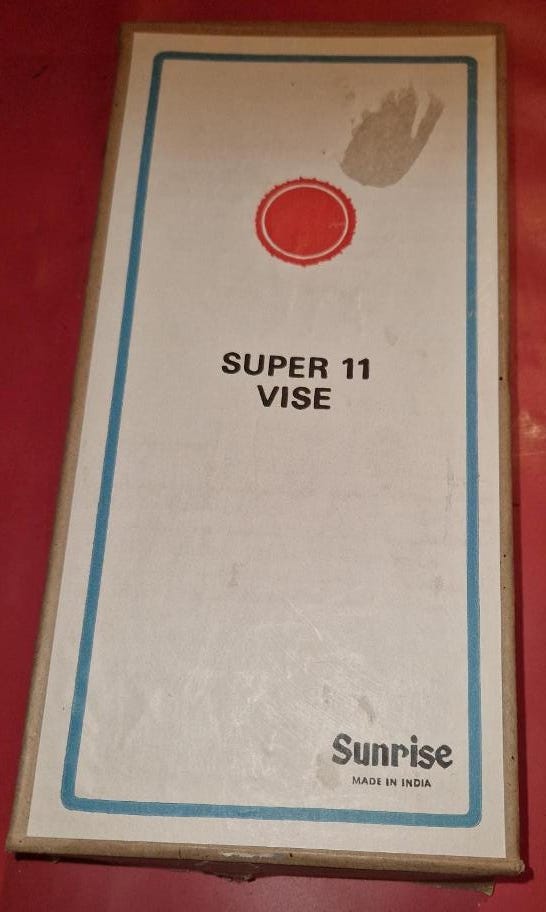 SUPER 11
VISE
Sunrise
MADE IN INDIA